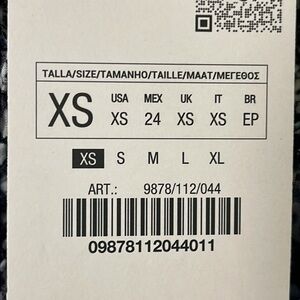 TALLA/SIZE/TAMANHO/TAILLE/MAAT/ΜΕΓΕΘΟΣ
XS USA MEX UK IT BR
XS 24 XS XS EP
XS S M L XL
ART.: 9878/112/044
09878112044011